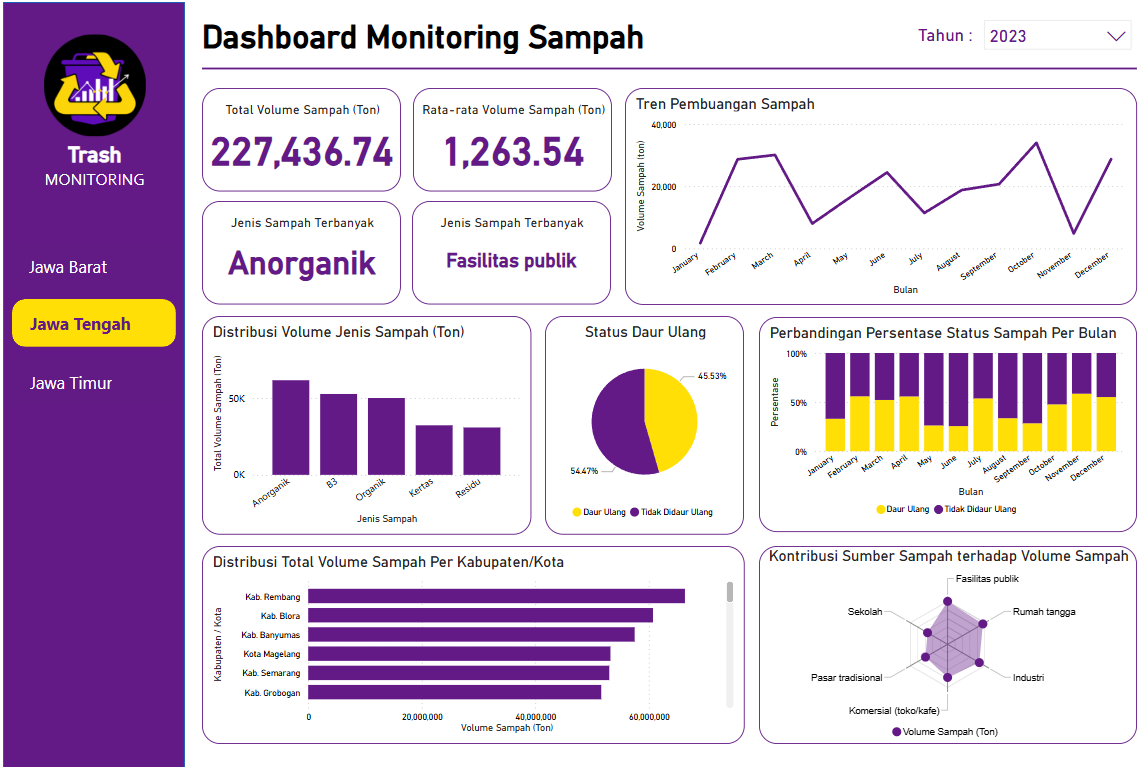 Trash
MONITORING
Jawa Barat
Jawa Tengah
Jawa Timur
Dashboard Monitoring Sampah
Tahun :
2023
Total Volume Sampah (Ton)
227,436.74
Rata-rata Volume Sampah (Ton)
1,263.54
Jenis Sampah Terbanyak
Anorganik
Jenis Sampah Terbanyak
Fasilitas publik
Tren Pembuangan Sampah
Volume Sampah (ton)
40,000
20,000
0
January
February
March
April
May
June
July
August
September
October
November
December
Bulan
Distribusi Volume Jenis Sampah (Ton)
Total Volume Sampah (Ton)
50K
0K
Anorganik
B3
Organik
Kertas
Residu
Jenis Sampah
Status Daur Ulang
45.53%
54.47%
Daur Ulang
Tidak Didaur Ulang
Perbandingan Persentase Status Sampah Per Bulan
Persentase
100%
50%
0%
January
February
March
April
May
June
July
August
September
October
November
December
Bulan
Daur Ulang
Tidak Didaur Ulang
Distribusi Total Volume Sampah Per Kabupaten/Kota
Kabupaten / Kota
Kab. Rembang
Kab. Blora
Kab. Banyumas
Kota Magelang
Kab. Semarang
Kab. Grobogan
0
20,000,000
40,000,000
60,000,000
Volume Sampah (Ton)
Kontribusi Sumber Sampah terhadap Volume Sampah
Fasilitas publik
Rumah tangga
Industri
Komersial (toko/kafe)
Pasar tradisional
Sekolah
Volume Sampah (Ton)